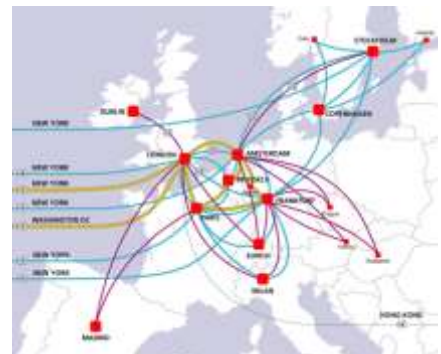 STOCKHOLM
DUBLIN
COPENHAGEN
NEW YORK
LONDON
AMSTERDAM
NEW YORK
NEW YORK
BRUSSELS
NEW YORK
FRANKFURT
WASHINGTON DC
PARIS
ZURICH
NEW YORK
NEW YORK
MILAN
HONG KONG
MADRID